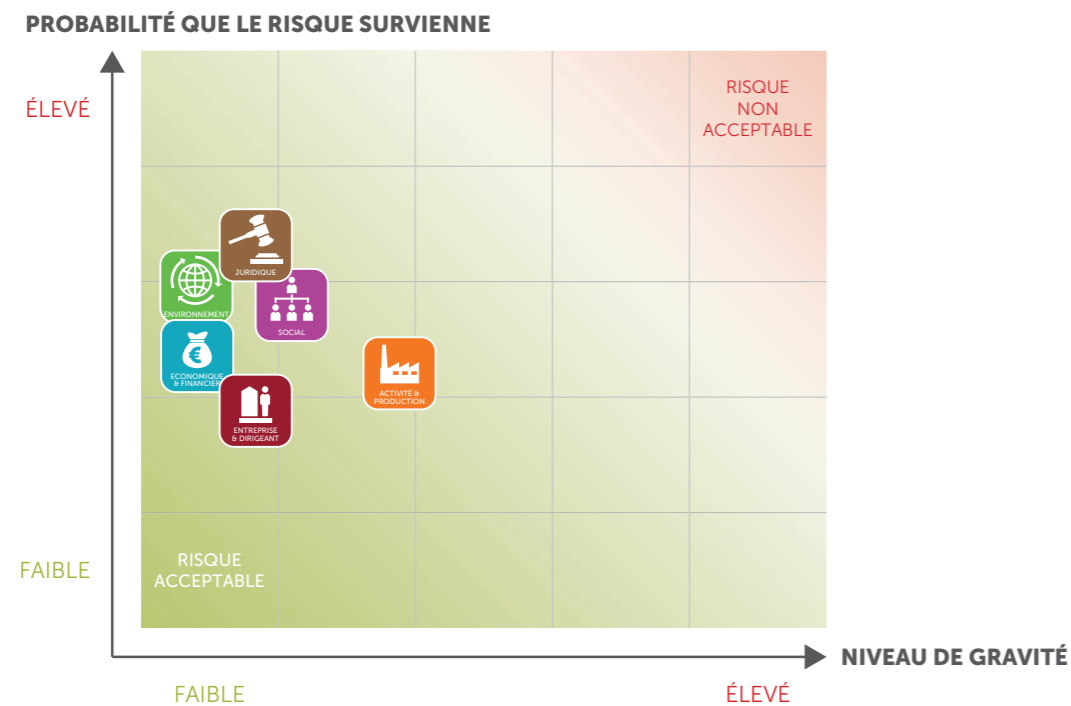 PROBABILITÉ QUE LE RISQUE SURVIENNE
ÉLEVÉ
RISQUE
NON
ACCEPTABLE
JURIDIQUE
ENVIRONNEMENT
SOCIAL
ECONOMIQUE
& FINANCIER
ACTIVITÉ &
PRODUCTION
ENTREPRISE
& DIRIGEANT
RISQUE
ACCEPTABLE
FAIBLE
NIVEAU DE GRAVITÉ
FAIBLE
ÉLEVÉ